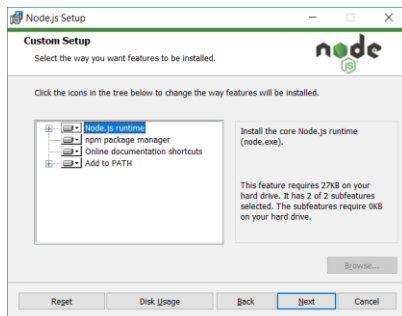 Node.js Setup
Custom Setup
Select the way you want features to be installed.
node
JS
Click the icons in the tree below to change the way features will be installed.
Node.js runtime
npm package manager
Online documentation shortcuts
Add to PATH
Install the core Node.js runtime
(node.exe).
This feature requires 27KB on your
hard drive. It has 2 of 2 subfeatures
selected. The subfeatures require 0KB
on your hard drive.
Browse...
Reset
Disk Usage
Back
Next
Cancel